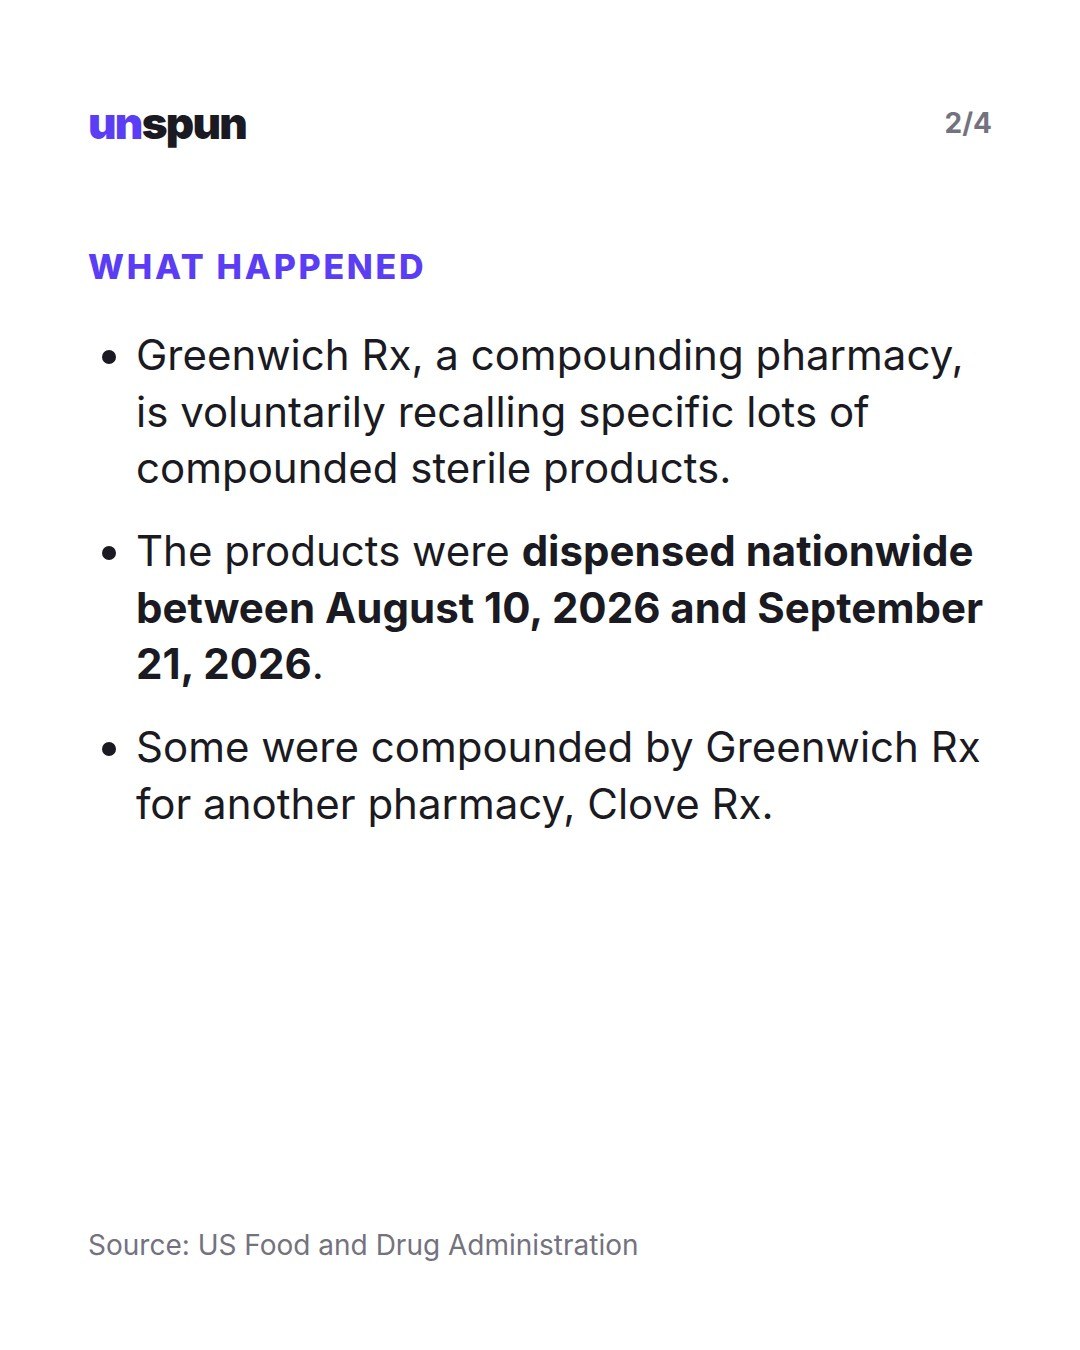 unspun
2/4
WHAT HAPPENED
• Greenwich Rx, a compounding pharmacy,
is voluntarily recalling specific lots of
compounded sterile products.
• The products were dispensed nationwide
between August 10, 2026 and September
21, 2026.
• Some were compounded by Greenwich Rx
for another pharmacy, Clove Rx.
Source: US Food and Drug Administration